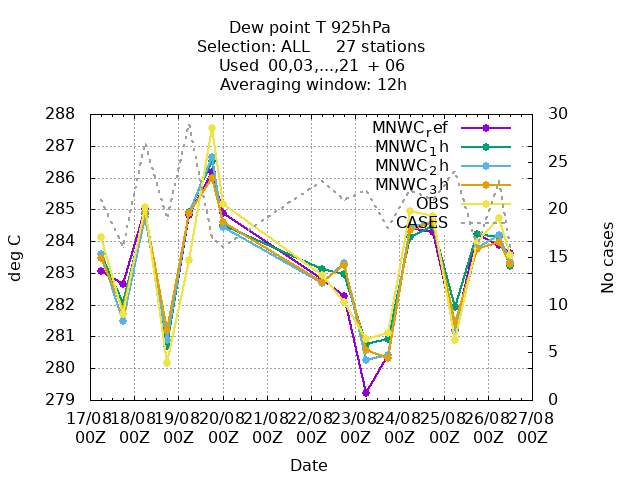 Dew point T 925hPa
Selection: ALL 27 stations
Used 00,03,...,21 + 06
Averaging window: 12h
deg C
288
287
286
285
284
283
282
281
280
279
MNWC_ref
MNWC_1h
MNWC_2h
MNWC_3h
OBS
CASES
30
25
20
15
10
5
0
No cases
17/08 18/08 19/08 20/08 21/08 22/08 23/08 24/08 25/08 26/08 27/08
00Z 00Z 00Z 00Z 00Z 00Z 00Z 00Z 00Z 00Z 00Z
Date